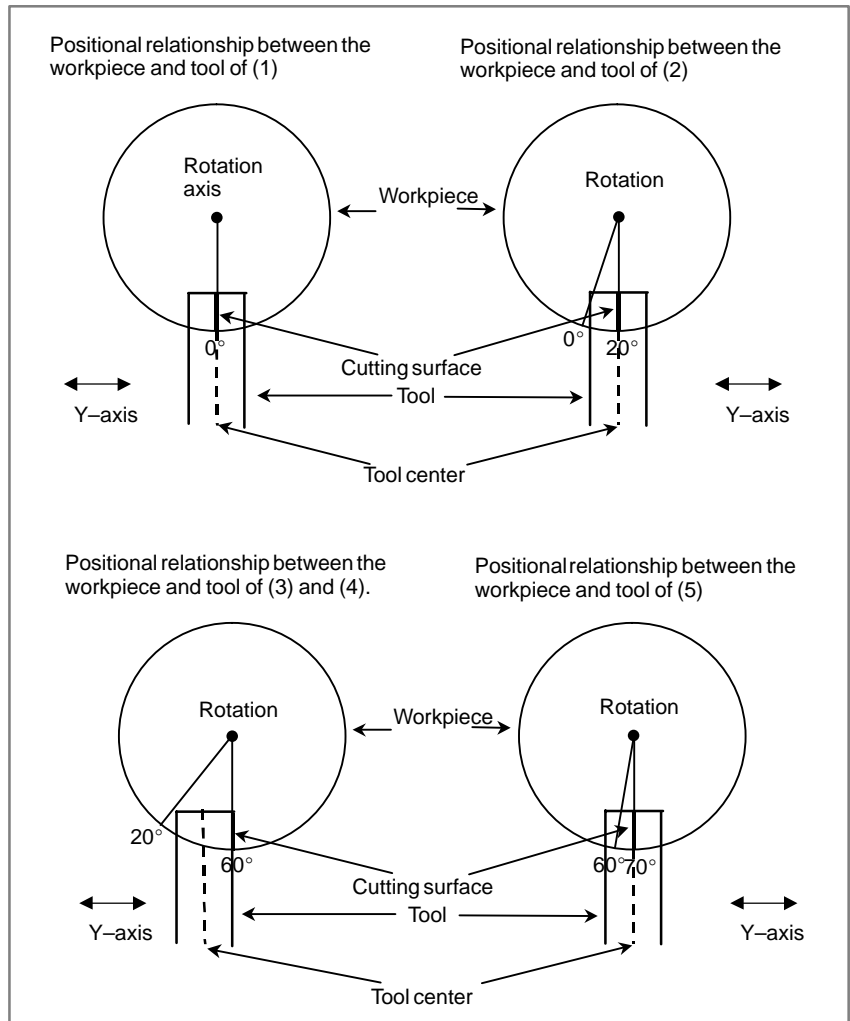 Positional relationship between the
workpiece and tool of (1)
Positional relationship between the
workpiece and tool of (2)
Rotation
axis
Workpiece
Rotation
0°
0°
20°
Cutting surface
Tool
Y–axis
Y–axis
Tool center
Positional relationship between the
workpiece and tool of (3) and (4).
Positional relationship between the
workpiece and tool of (5)
Rotation
Workpiece
Rotation
20°
60°
60°
70°
Cutting surface
Tool
Y–axis
Y–axis
Tool center